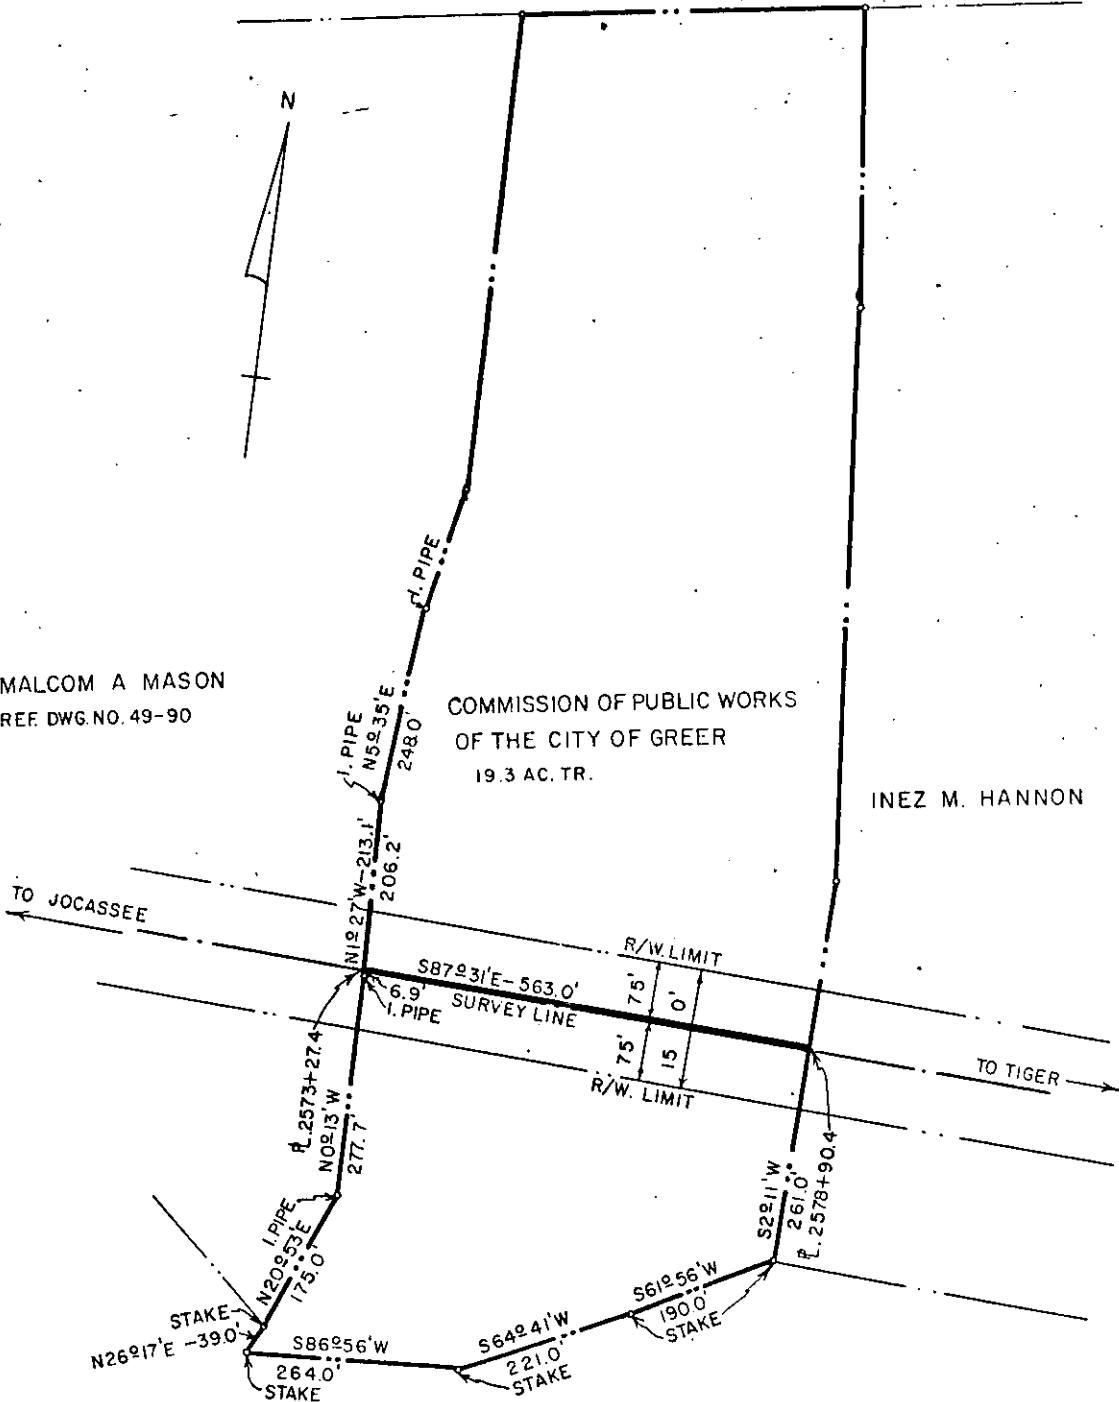 N
I. PIPE
MALCOM A MASON
REF. DWG. NO. 49-90
I. PIPE
N5º35'E
248.0'
COMMISSION OF PUBLIC WORKS
OF THE CITY OF GREER
19.3 AC. TR.
INEZ M. HANNON
N1º27'W-213.1'
206.2'
TO JOCASSEE
R/W. LIMIT
S87º31'E-563.0'
SURVEY LINE
6.9'
I. PIPE
75'
75'
150'
R/W. LIMIT
TO TIGER
PL.2573+27.4
N0º13'W
277.7'
S2º11'W
261.0'
PL.2578+90.4
I. PIPE
N20º53'E
175.0'
STAKE
N26º17'E -39.0'
S86º56'W
264.0'
STAKE
S64º41'W
221.0'
STAKE
S61º56'W
190.0'
STAKE